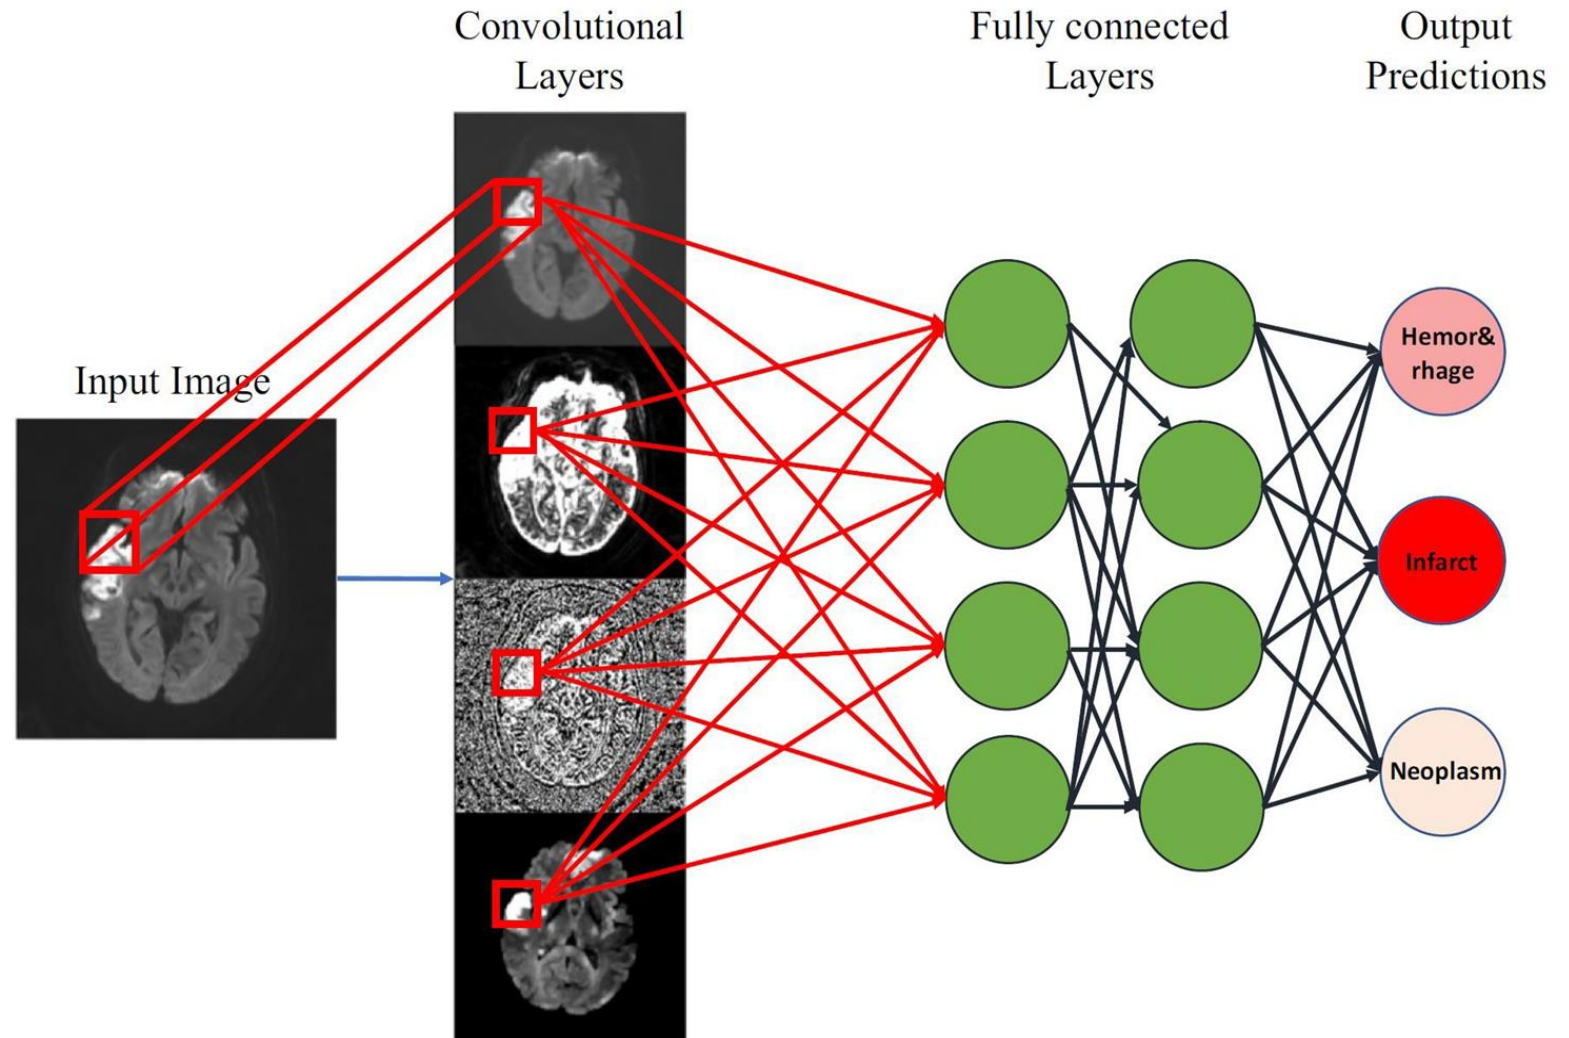 Convolutional
Layers
Fully connected
Layers
Output
Predictions
Input Image
Hemor&
rhage
Infarct
Neoplasm